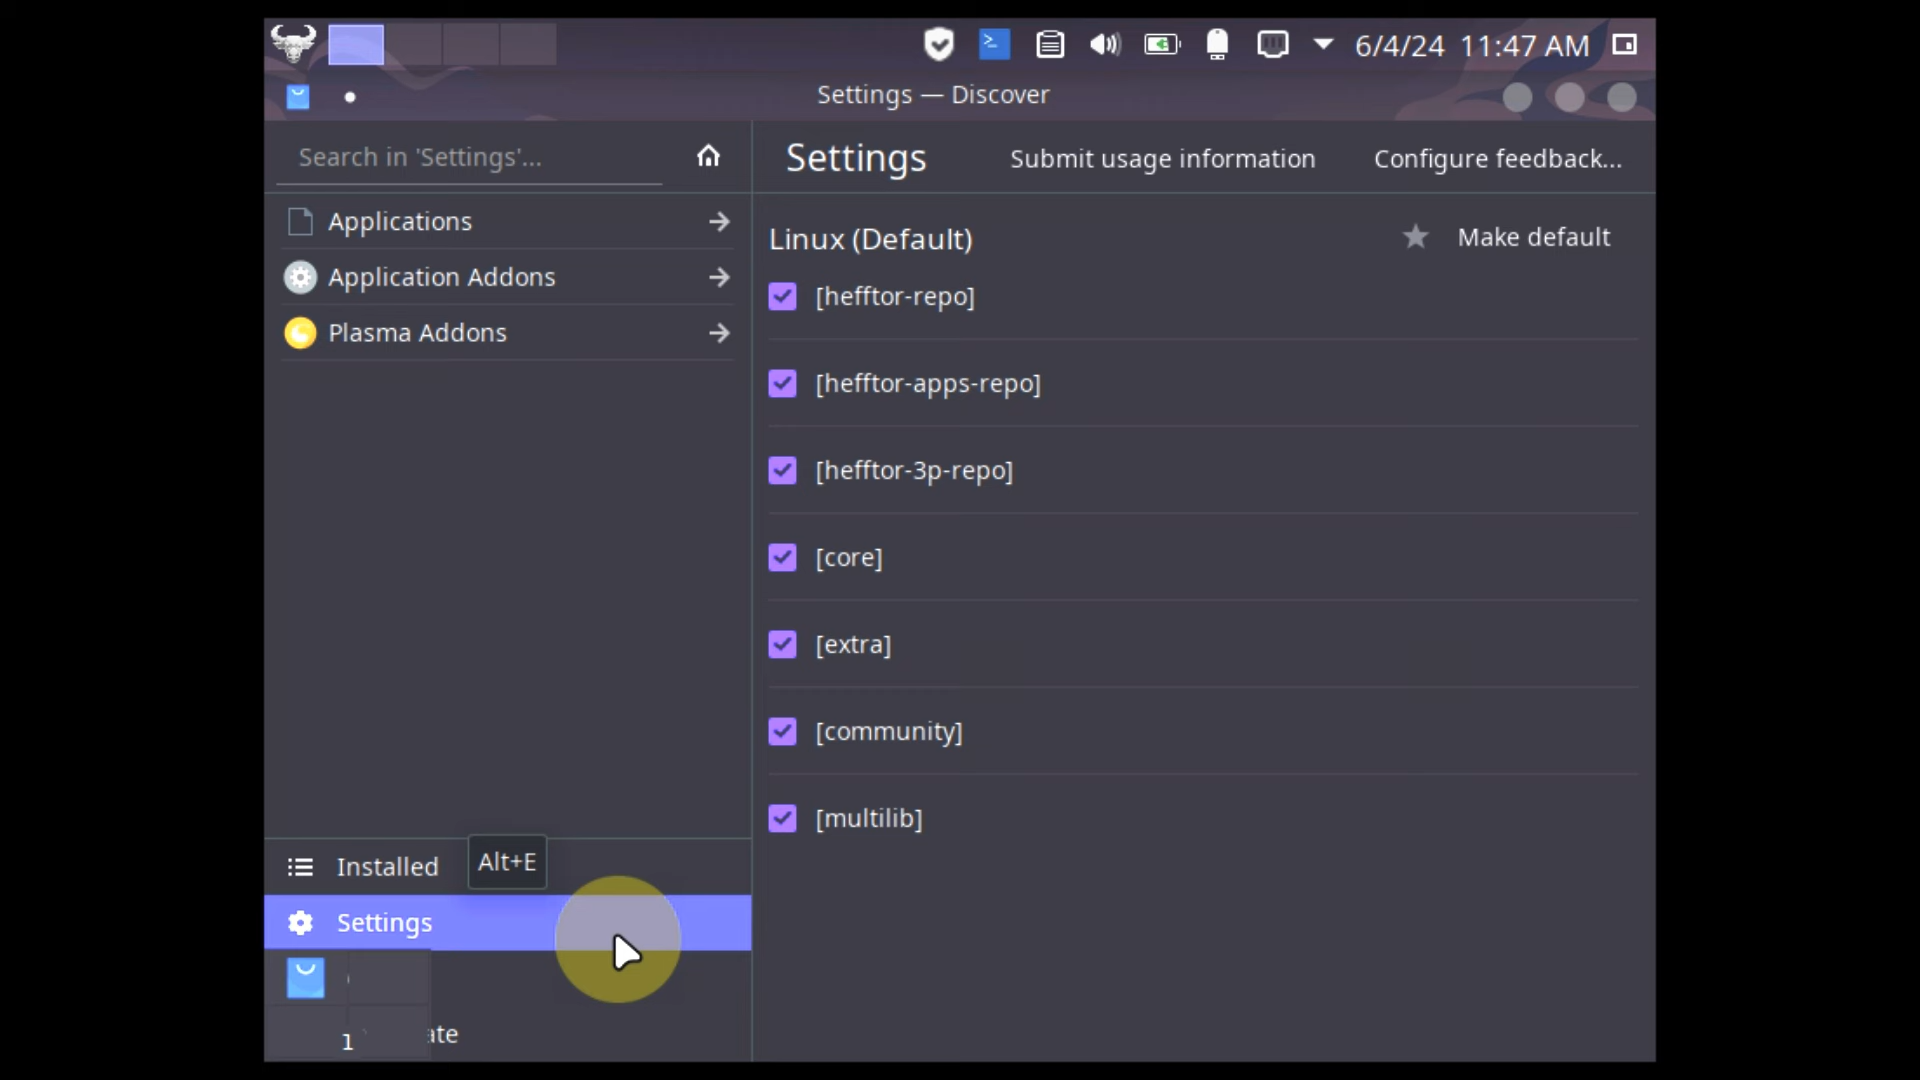 6/4/24 11:47 AM
Settings — Discover
Search in 'Settings'...
Settings
Submit usage information
Configure feedback...
Applications
Application Addons
Plasma Addons
Linux (Default)
Make default
[hefftor-repo]
[hefftor-apps-repo]
[hefftor-3p-repo]
[core]
[extra]
[community]
[multilib]
Installed
Alt+E
Settings
1
ate